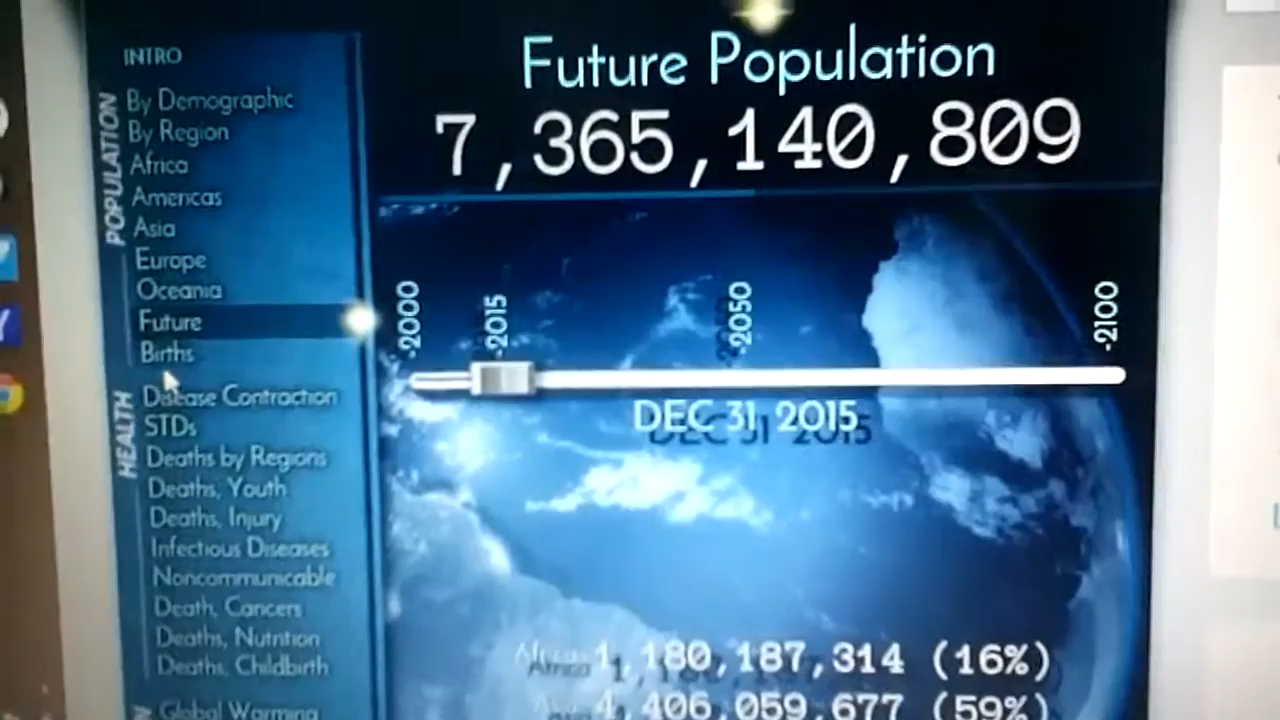 INTRO
POPULATION
By Demographic
By Region
Africa
Americas
Asia
Europe
Oceania
Future
Births
HEALTH
Disease Contraction
STDs
Deaths by Regions
Deaths, Youth
Deaths, Injury
Infectious Diseases
Noncommunicable
Death, Cancers
Deaths, Nutrition
Deaths, Childbirth
Global Warming
Future Population
7,365,140,809
-2000
-2015
-2050
-2100
DEC 31 2015
Africa 1,180,187,314 (16%)
4,406,059,677 (59%)